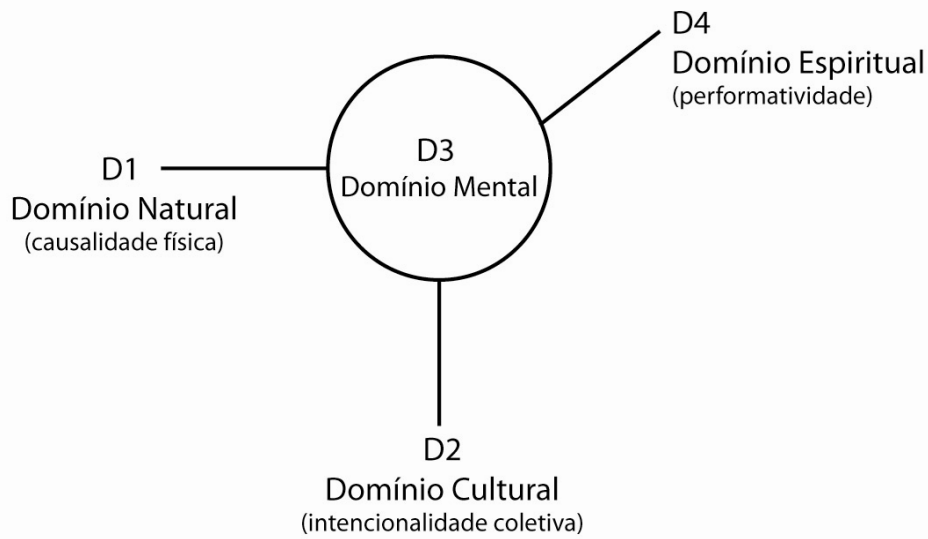 D4
Domínio Espiritual
(performatividade)
D3
Domínio Mental
D1
Domínio Natural
(causalidade física)
D2
Domínio Cultural
(intencionalidade coletiva)